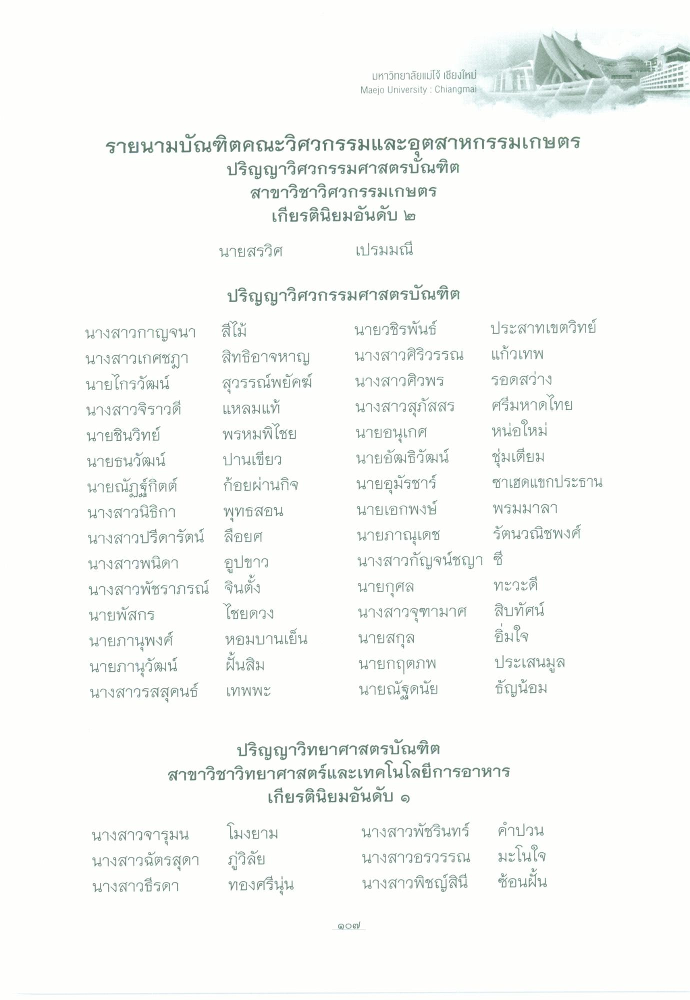 มหาวิทยาลัยแม่โจ้ เชียงใหม่
Maejo University : Chiangmai
รายนามบัณฑิตคณะวิศวกรรมและอุตสาหกรรมเกษตร
ปริญญาวิศวกรรมศาสตรบัณฑิต
สาขาวิชาวิศวกรรมเกษตร
เกียรตินิยมอันดับ ๒
นายสรวิศ เปรมมณี
ปริญญาวิศวกรรมศาสตรบัณฑิต
นางสาวกาญจนา สีไม้ นายวชิรพันธ์ ประสาทเขตวิทย์
นางสาวเกศชฎา สิทธิอาจหาญ นางสาวศิริวรรณ แก้วเทพ
นายไกรวัฒน์ สุวรรณ์พยัคฆ์ นางสาวศิวพร รอดสว่าง
นางสาวจิราวดี แหลมแท้ นางสาวสุภัสสร ศรีมหาดไทย
นายชินวิทย์ พรหมพิไชย นายอนุเกศ หน่อใหม่
นายธนวัฒน์ ปานเขียว นายอัฒธิวัฒน์ ชุ่มเตียม
นายณัฏฐ์กิตต์ ก้อยผ่านกิจ นายอุมัรชาร์ ซาเฮดแขกประธาน
นางสาวนิธิกา พุทธสอน นายเอกพงษ์ พรมมาลา
นางสาวปรีดารัตน์ ลือยศ นายภาณุเดช รัตนวณิชพงศ์
นางสาวพนิดา อูปขาว นางสาวกัญจน์ชญา ซี
นางสาวพัชราภรณ์ จินตั้ง นายกุศล ทะวะดี
นายพัสกร ไชยดวง นางสาวจุฑามาศ สิบทัศน์
นายภานุพงศ์ หอมบานเย็น นายสกุล อิ่มใจ
นายภานุวัฒน์ ฝั้นสิม นายกฤตภพ ประเสนมูล
นางสาวรสสุคนธ์ เทพพะ นายณัฐดนัย ธัญน้อม
ปริญญาวิทยาศาสตรบัณฑิต
สาขาวิชาวิทยาศาสตร์และเทคโนโลยีการอาหาร
เกียรตินิยมอันดับ ๑
นางสาวจารุมน โมงยาม นางสาวพัชรินทร์ คำปวน
นางสาวฉัตรสุดา ภู่วิลัย นางสาวอรวรรณ มะโนใจ
นางสาวธีรดา ทองศรีนุ่น นางสาวพิชญ์สินี ซ้อนฝั้น
๑๐๗